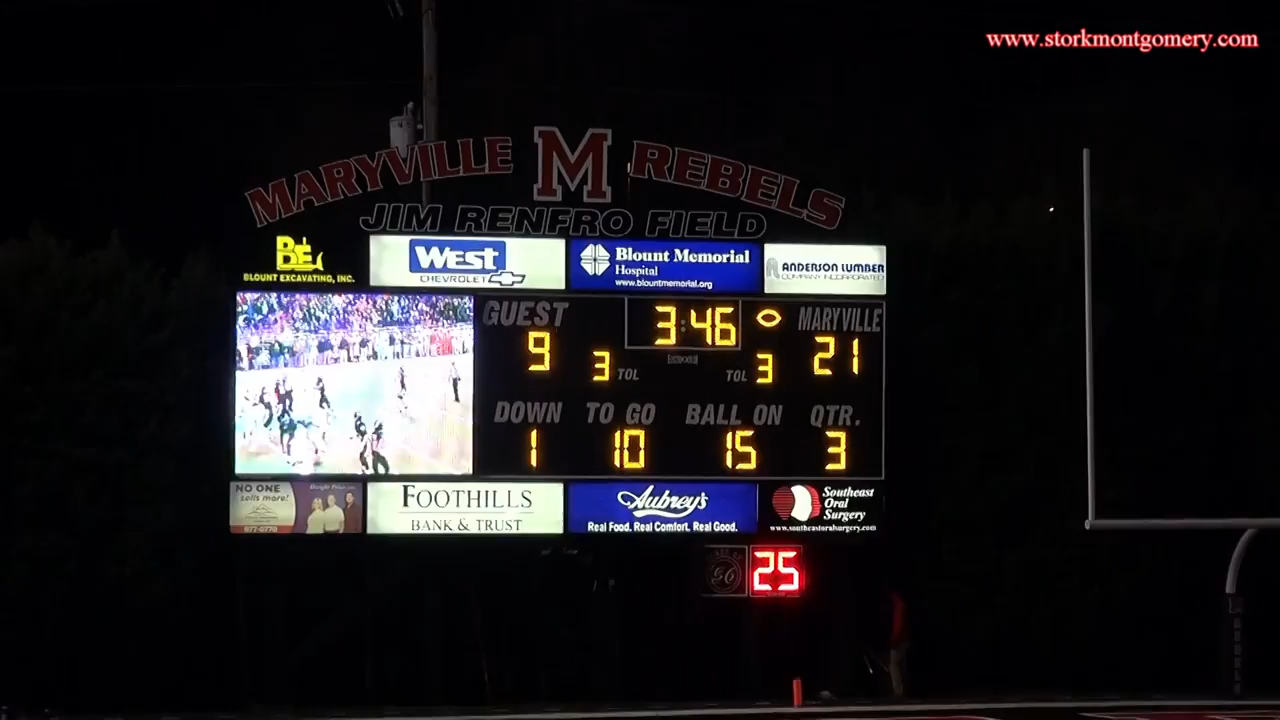 www.storkmontgomery.com
MARYVILLE M REBELS
JIM RENFRO FIELD
BE
BLOUNT EXCAVATING, INC.
WEST
CHEVROLET
Blount Memorial
Hospital
www.blountmemorial.org
ANDERSON LUMBER
COMPANY INCORPORATED
GUEST 3:46 MARYVILLE
9 3 TOL TOL 3 21
DOWN TO GO BALL ON QTR.
1 10 15 3
NO ONE
sells more!
977-0770
FOOTHILLS
BANK & TRUST
Aubrey's
Real Food. Real Comfort. Real Good.
Southeast
Oral
Surgery
www.southeastoralsurgery.com
25